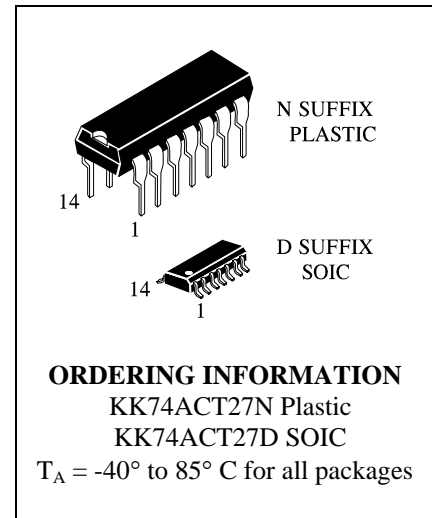 N SUFFIX
PLASTIC
14
1
D SUFFIX
SOIC
14
1
ORDERING INFORMATION
KK74ACT27N Plastic
KK74ACT27D SOIC
TA = -40° to 85° C for all packages